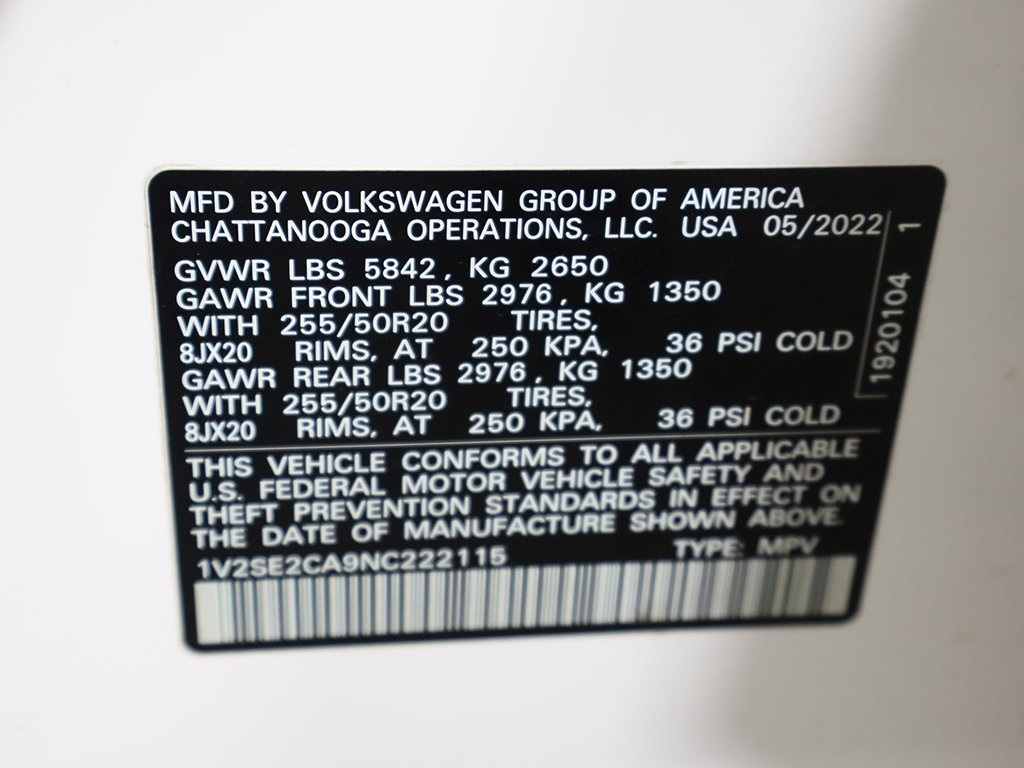 MFD BY VOLKSWAGEN GROUP OF AMERICA
CHATTANOOGA OPERATIONS, LLC. USA 05/2022
GVWR LBS 5842, KG 2650
GAWR FRONT LBS 2976, KG 1350
WITH 255/50R20 TIRES,
8JX20 RIMS, AT 250 KPA, 36 PSI COLD
GAWR REAR LBS 2976, KG 1350
WITH 255/50R20 TIRES,
8JX20 RIMS, AT 250 KPA, 36 PSI COLD
1920104 1
THIS VEHICLE CONFORMS TO ALL APPLICABLE
U.S. FEDERAL MOTOR VEHICLE SAFETY AND
THEFT PREVENTION STANDARDS IN EFFECT ON
THE DATE OF MANUFACTURE SHOWN ABOVE.
1V2SE2CA9NC222115 TYPE: MPV